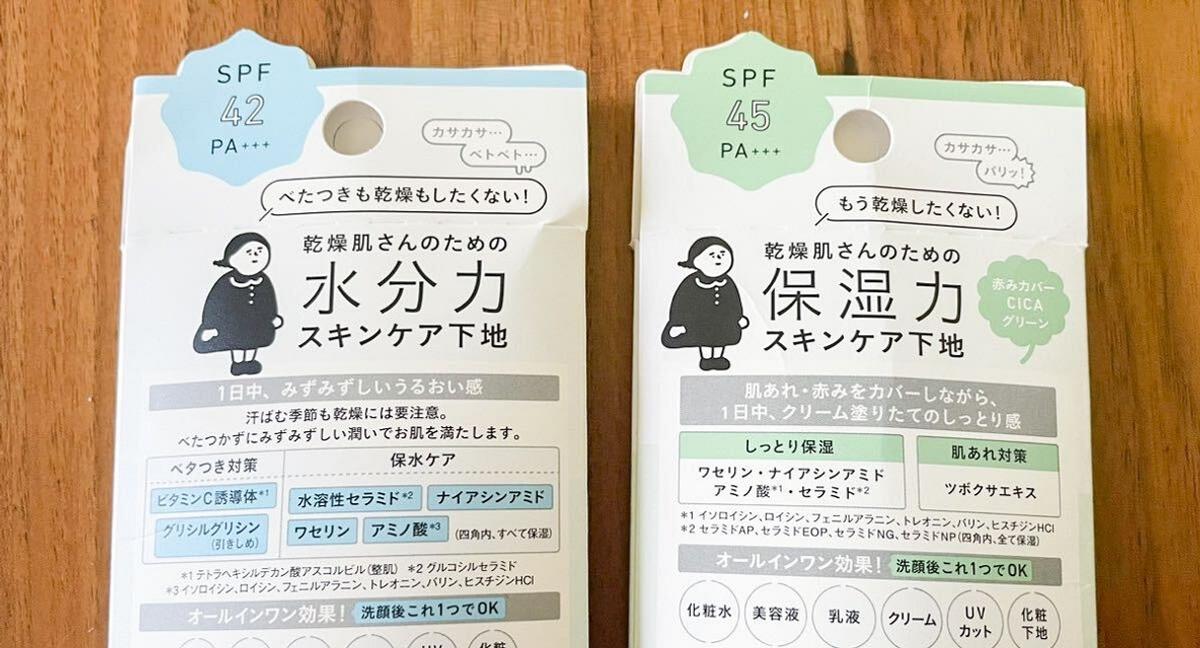 SPF
42
PA+++
カサカサ…
ベトベト…
べたつきも乾燥もしたくない!
乾燥肌さんのための
水分力
スキンケア下地
1日中、みずみずしいうるおい感
汗ばむ季節も乾燥には要注意。
べたつかずにみずみずしい潤いでお肌を満たします。
ベタつき対策
保水ケア
ビタミンC誘導体*1
水溶性セラミド*2
ナイアシンアミド
グリシルグリシン
(引きしめ)
ワセリン
アミノ酸*3
(四角内、すべて保湿)
*1 テトラヘキシルデカン酸アスコルビル(整肌) *2 グルコシルセラミド
*3 イソロイシン、ロイシン、フェニルアラニン、トレオニン、バリン、ヒスチジンHCl
オールインワン効果! 洗顔後これ1つでOK
SPF
45
PA+++
カサカサ…
パリッ!
もう乾燥したくない!
乾燥肌さんのための
保湿力
スキンケア下地
赤みカバー
CICA
グリーン
肌あれ・赤みをカバーしながら、
1日中、クリーム塗りたてのしっとり感
しっとり保湿
ワセリン・ナイアシンアミド
アミノ酸*1・セラミド*2
肌あれ対策
ツボクサエキス
*1 イソロイシン、ロイシン、フェニルアラニン、トレオニン、バリン、ヒスチジンHCl
*2 セラミドAP、セラミドEOP、セラミドNG、セラミドNP(四角内、全て保湿)
オールインワン効果! 洗顔後これ1つでOK
化粧水
美容液
乳液
クリーム
UV
カット
化粧
下地